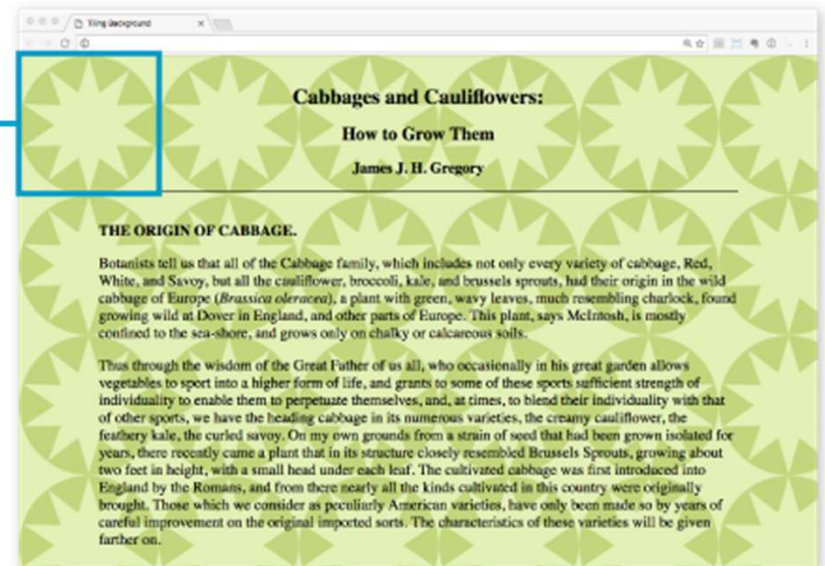 Tiling Background
Cabbages and Cauliflowers:
How to Grow Them
James J. H. Gregory
THE ORIGIN OF CABBAGE.
Botanists tell us that all of the Cabbage family, which includes not only every variety of cabbage, Red,
White, and Savoy, but all the cauliflower, broccoli, kale, and brussels sprouts, had their origin in the wild
cabbage of Europe (Brassica oleracea), a plant with green, wavy leaves, much resembling charlock, found
growing wild at Dover in England, and other parts of Europe. This plant, says McIntosh, is mostly
confined to the sea-shore, and grows only on chalky or calcareous soils.
Thus through the wisdom of the Great Father of us all, who occasionally in his great garden allows
vegetables to sport into a higher form of life, and grants to some of these sports sufficient strength of
individuality to enable them to perpetuate themselves, and, at times, to blend their individuality with that
of other sports, we have the heading cabbage in its numerous varieties, the creamy cauliflower, the
feathery kale, the curled savoy. On my own grounds from a strain of seed that had been grown isolated for
years, there recently came a plant that in its structure closely resembled Brussels Sprouts, growing about
two feet in height, with a small head under each leaf. The cultivated cabbage was first introduced into
England by the Romans, and from there nearly all the kinds cultivated in this country were originally
brought. Those which we consider as peculiarly American varieties, have only been made so by years of
careful improvement on the original imported sorts. The characteristics of these varieties will be given
farther on.